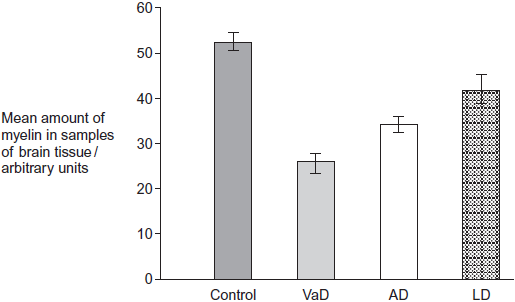 60
50
40
30
20
10
0
Mean amount of
myelin in samples
of brain tissue /
arbitrary units
Control VaD AD LD